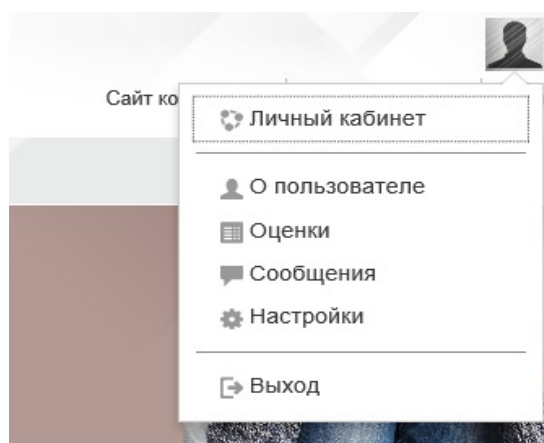 Сайт ко
Личный кабинет
О пользователе
Оценки
Сообщения
Настройки
Выход